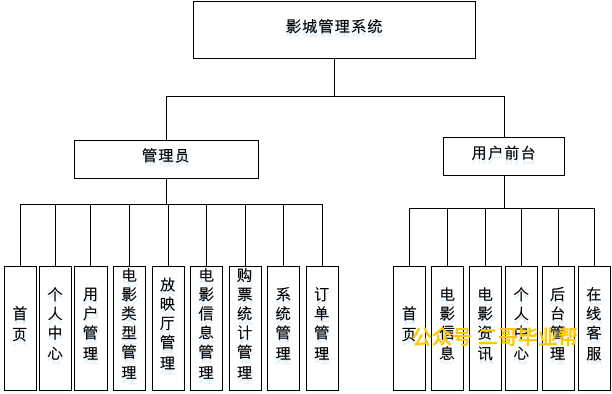 影城管理系统
管理员
用户前台
首页
个人中心
用户管理
电影类型管理
放映厅管理
电影信息管理
购票统计管理
系统管理
订单管理
首页
电影信息
电影资讯
个人中心
后台管理
在线客服
公众号 二哥毕业帮